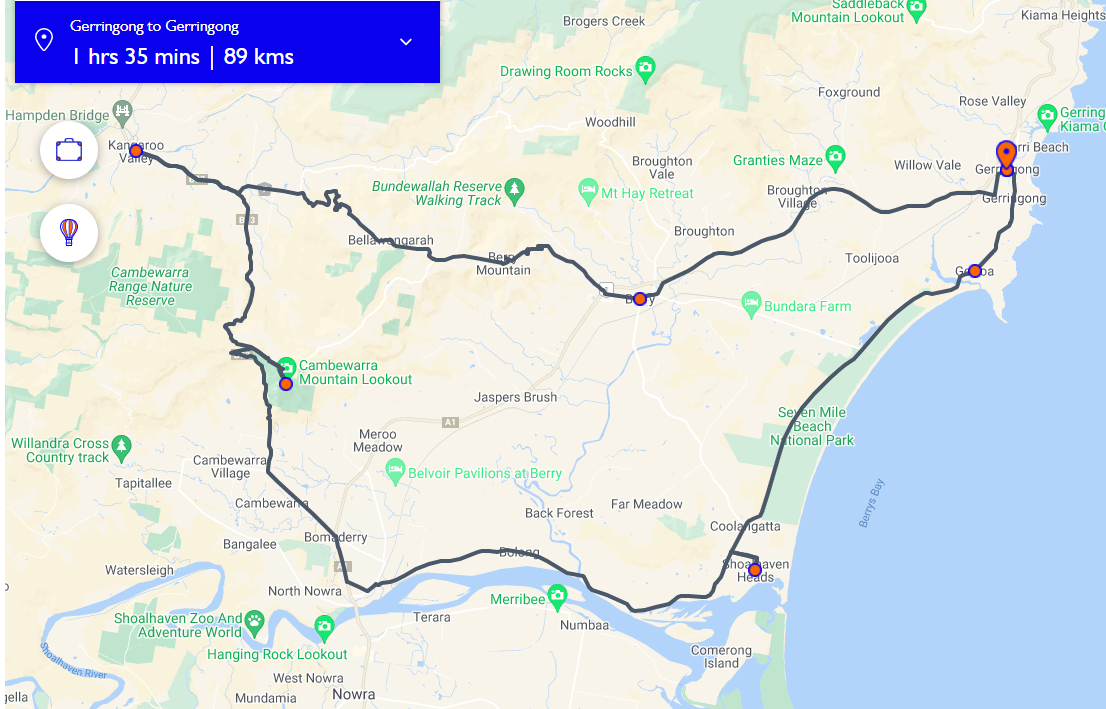 Gerringong to Gerringong
1 hrs 35 mins | 89 kms
Brogers Creek
Saddleback
Mountain Lookout
Kiama Heights
Drawing Room Rocks
Foxground
Rose Valley
Hampden Bridge
Gerring
Kiama
Woodhill
Kangaroo
Valley
Broughton
Vale
Granties Maze
Willow Vale
erri Beach
Gerringong
Bundewallah Reserve
Walking Track
Mt Hay Retreat
Broughton
Village
Gerringong
Bellawongarah
Broughton
Berry
Mountain
Toolijooa
Cambewarra
Range Nature
Reserve
Gerroa
Berry
Bundara Farm
Cambewarra
Mountain Lookout
Jaspers Brush
Seven Mile
Beach
National Park
A1
Meroo
Meadow
Willandra Cross
Country track
Cambewarra
Village
Belvoir Pavilions at Berry
Tapitallee
Cambewarra
Far Meadow
Berrys Bay
Back Forest
Coolangatta
Bomaderry
Bangalee
Bolong
Watersleigh
A1
Shoalhaven
Heads
North Nowra
Merribee
Shoalhaven Zoo And
Adventure World
Terara
Numbaa
Hanging Rock Lookout
Comerong
Island
Shoalhaven River
West Nowra
gella
Mundamia
Nowra